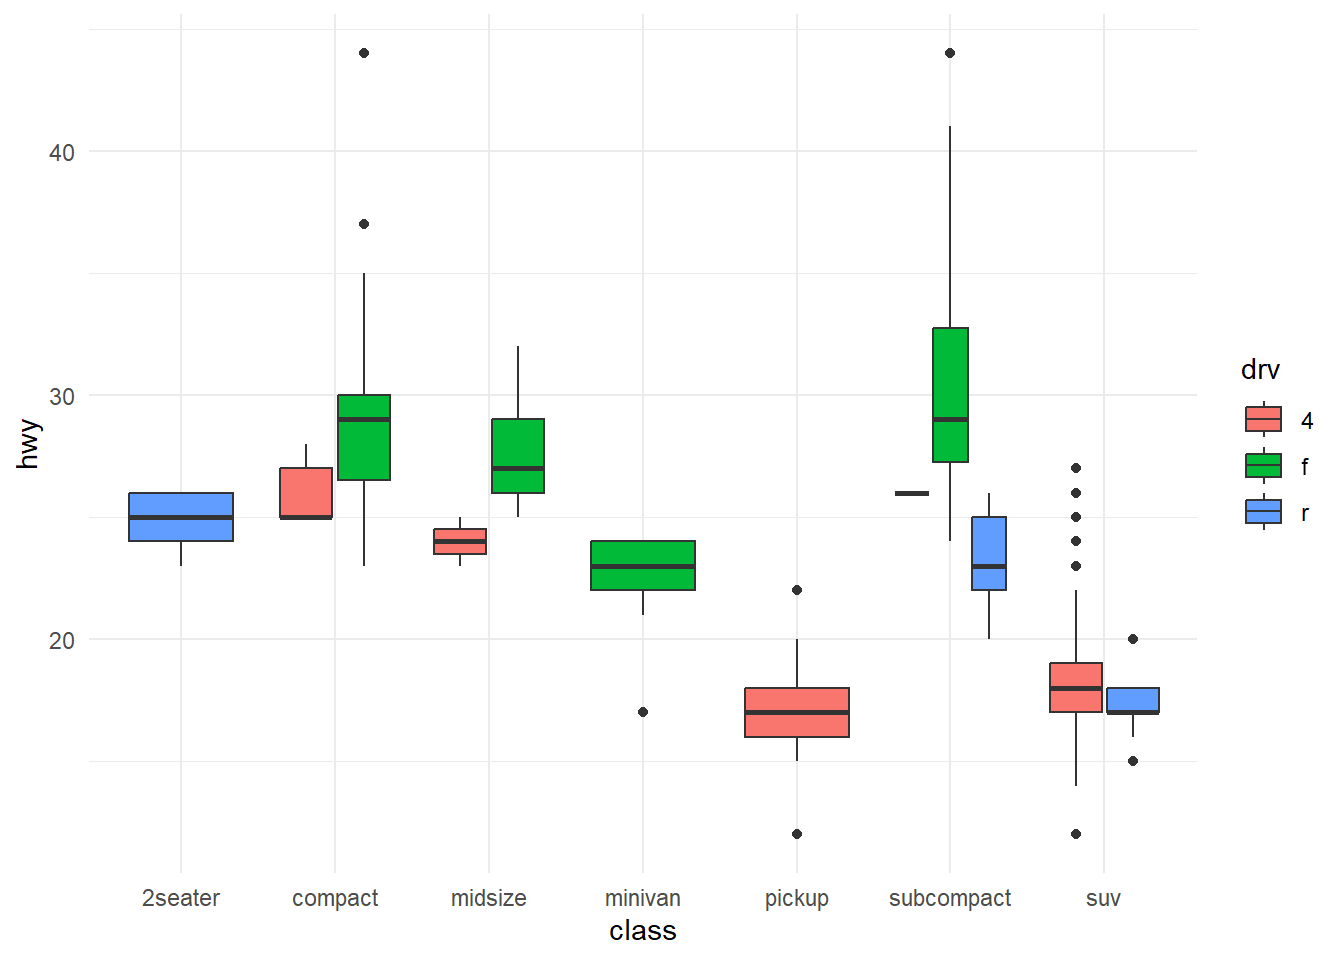 40
30
20
hwy
2seater compact midsize minivan pickup subcompact suv
class
drv
4
f
r